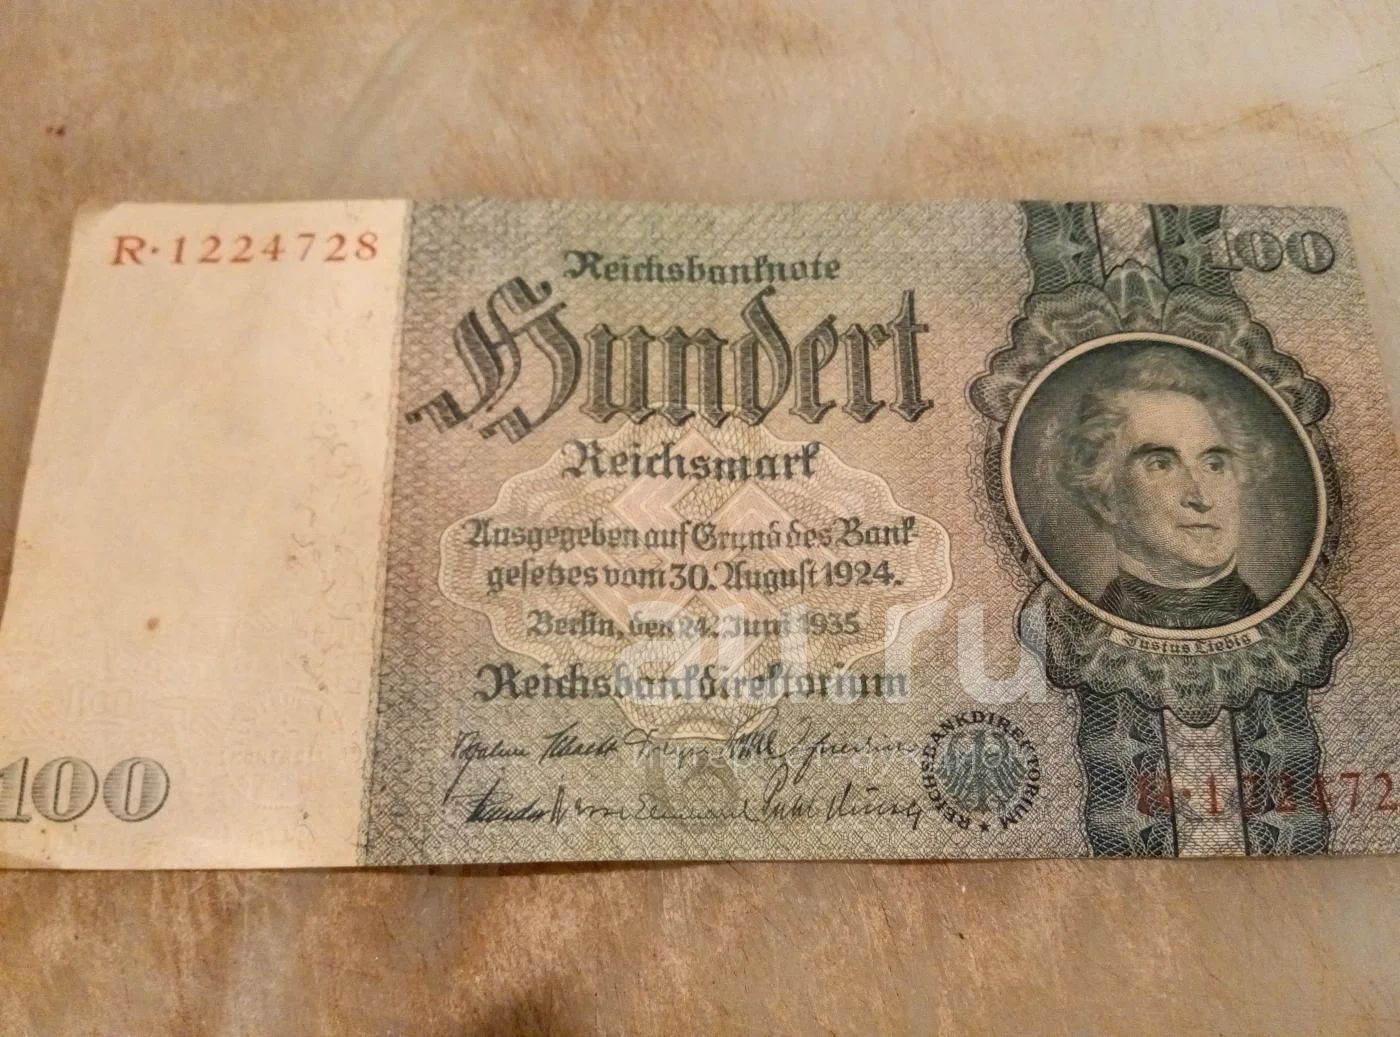 R·1224728
Reichsbanknote
100
Hundert
Reichsmark
Ausgegeben auf Grund des Bank-
gesetzes vom 30. August 1924.
Berlin, den 24. Juni 1935
Reichsbankdirektorium
Justus Liebig
REICHSBANKDIREKTORIUM
100
R·122472